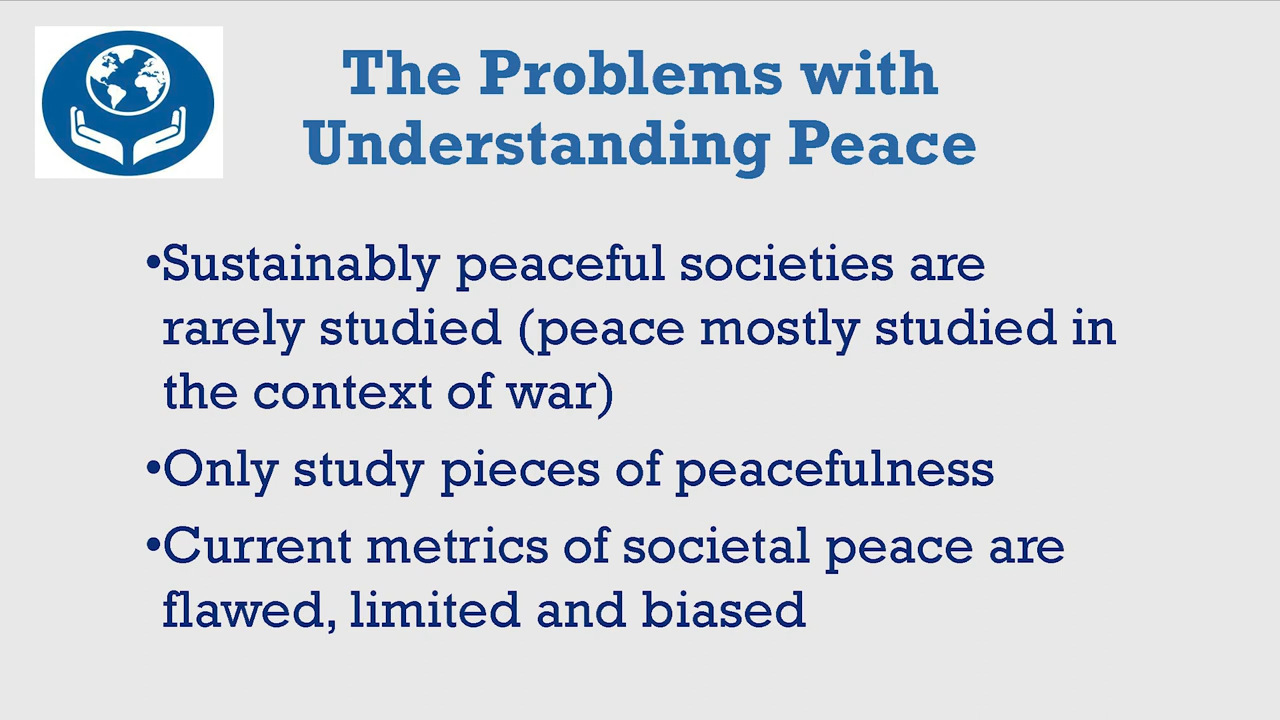 The Problems with
Understanding Peace
•Sustainably peaceful societies are
rarely studied (peace mostly studied in
the context of war)
•Only study pieces of peacefulness
•Current metrics of societal peace are
flawed, limited and biased